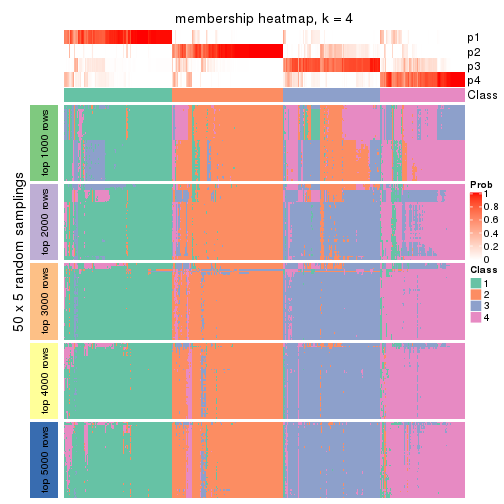 membership heatmap, k = 4
p1
p2
p3
p4
Class
50 x 5 random samplings
top 1000 rows
top 2000 rows
top 3000 rows
top 4000 rows
top 5000 rows
Prob
1
0.8
0.6
0.4
0.2
0
Class
1
2
3
4